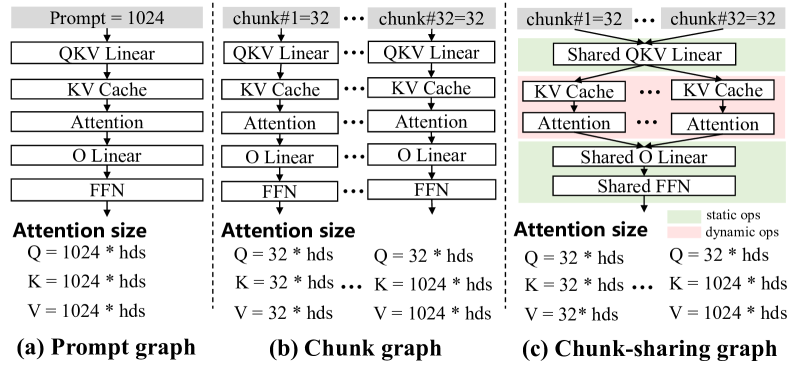 Prompt = 1024
QKV Linear
KV Cache
Attention
O Linear
FFN
Attention size
Q = 1024 * hds
K = 1024 * hds
V = 1024 * hds
(a) Prompt graph
chunk#1=32 ••• chunk#32=32
QKV Linear ••• QKV Linear
KV Cache ••• KV Cache
Attention ••• Attention
O Linear ••• O Linear
FFN ••• FFN
Attention size
Q = 32 * hds Q = 32 * hds
K = 32 * hds ••• K = 1024 * hds
V = 32 * hds V = 1024 * hds
(b) Chunk graph
chunk#1=32 ••• chunk#32=32
Shared QKV Linear
KV Cache ••• KV Cache
Attention ••• Attention
Shared O Linear
Shared FFN
static ops
dynamic ops
Attention size
Q = 32 * hds Q = 32 * hds
K = 32 * hds ••• K = 1024 * hds
V = 32* hds V = 1024 * hds
(c) Chunk-sharing graph